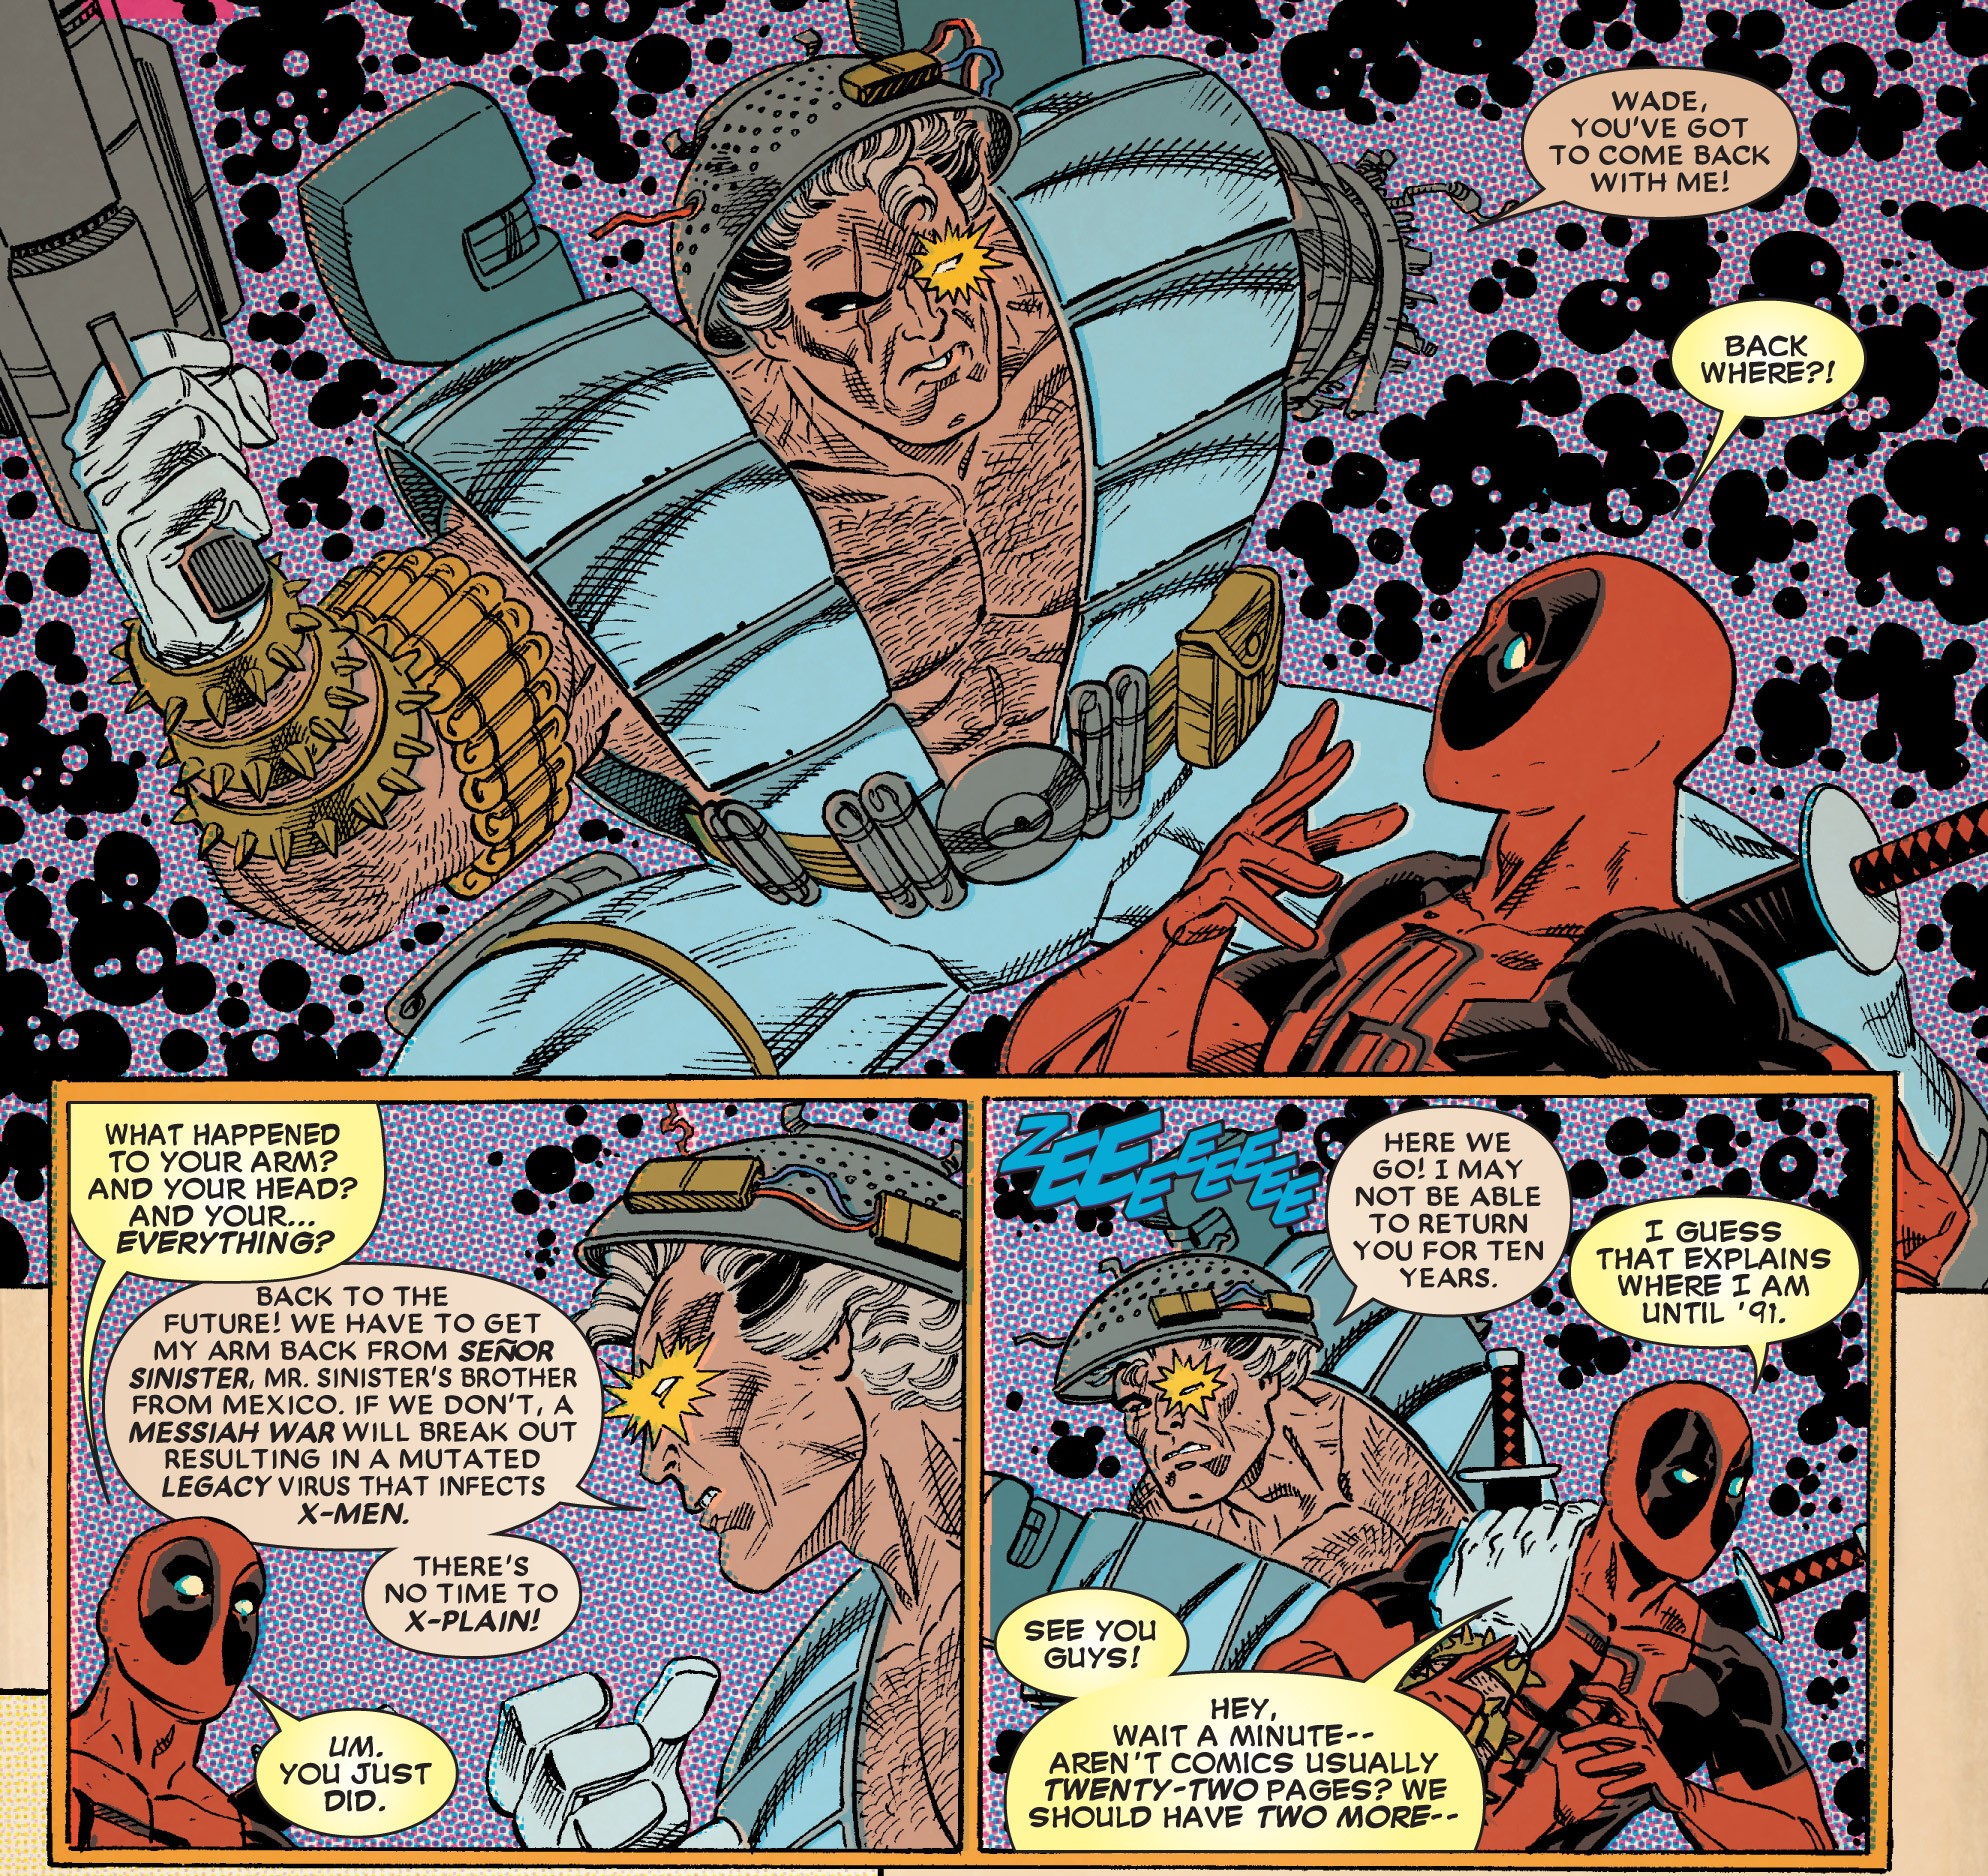 WADE,
YOU'VE GOT
TO COME BACK
WITH ME!
BACK
WHERE?!
WHAT HAPPENED
TO YOUR ARM?
AND YOUR HEAD?
AND YOUR...
EVERYTHING?
BACK TO THE
FUTURE! WE HAVE TO GET
MY ARM BACK FROM SEÑOR
SINISTER, MR. SINISTER'S BROTHER
FROM MEXICO. IF WE DON'T, A
MESSIAH WAR WILL BREAK OUT
RESULTING IN A MUTATED
LEGACY VIRUS THAT INFECTS
X-MEN.
THERE'S
NO TIME TO
X-PLAIN!
UM.
YOU JUST
DID.
ZEEEEEEEEE
HERE WE
GO! I MAY
NOT BE ABLE
TO RETURN
YOU FOR TEN
YEARS.
I GUESS
THAT EXPLAINS
WHERE I AM
UNTIL '91.
SEE YOU
GUYS!
HEY,
WAIT A MINUTE--
AREN'T COMICS USUALLY
TWENTY-TWO PAGES? WE
SHOULD HAVE TWO MORE--